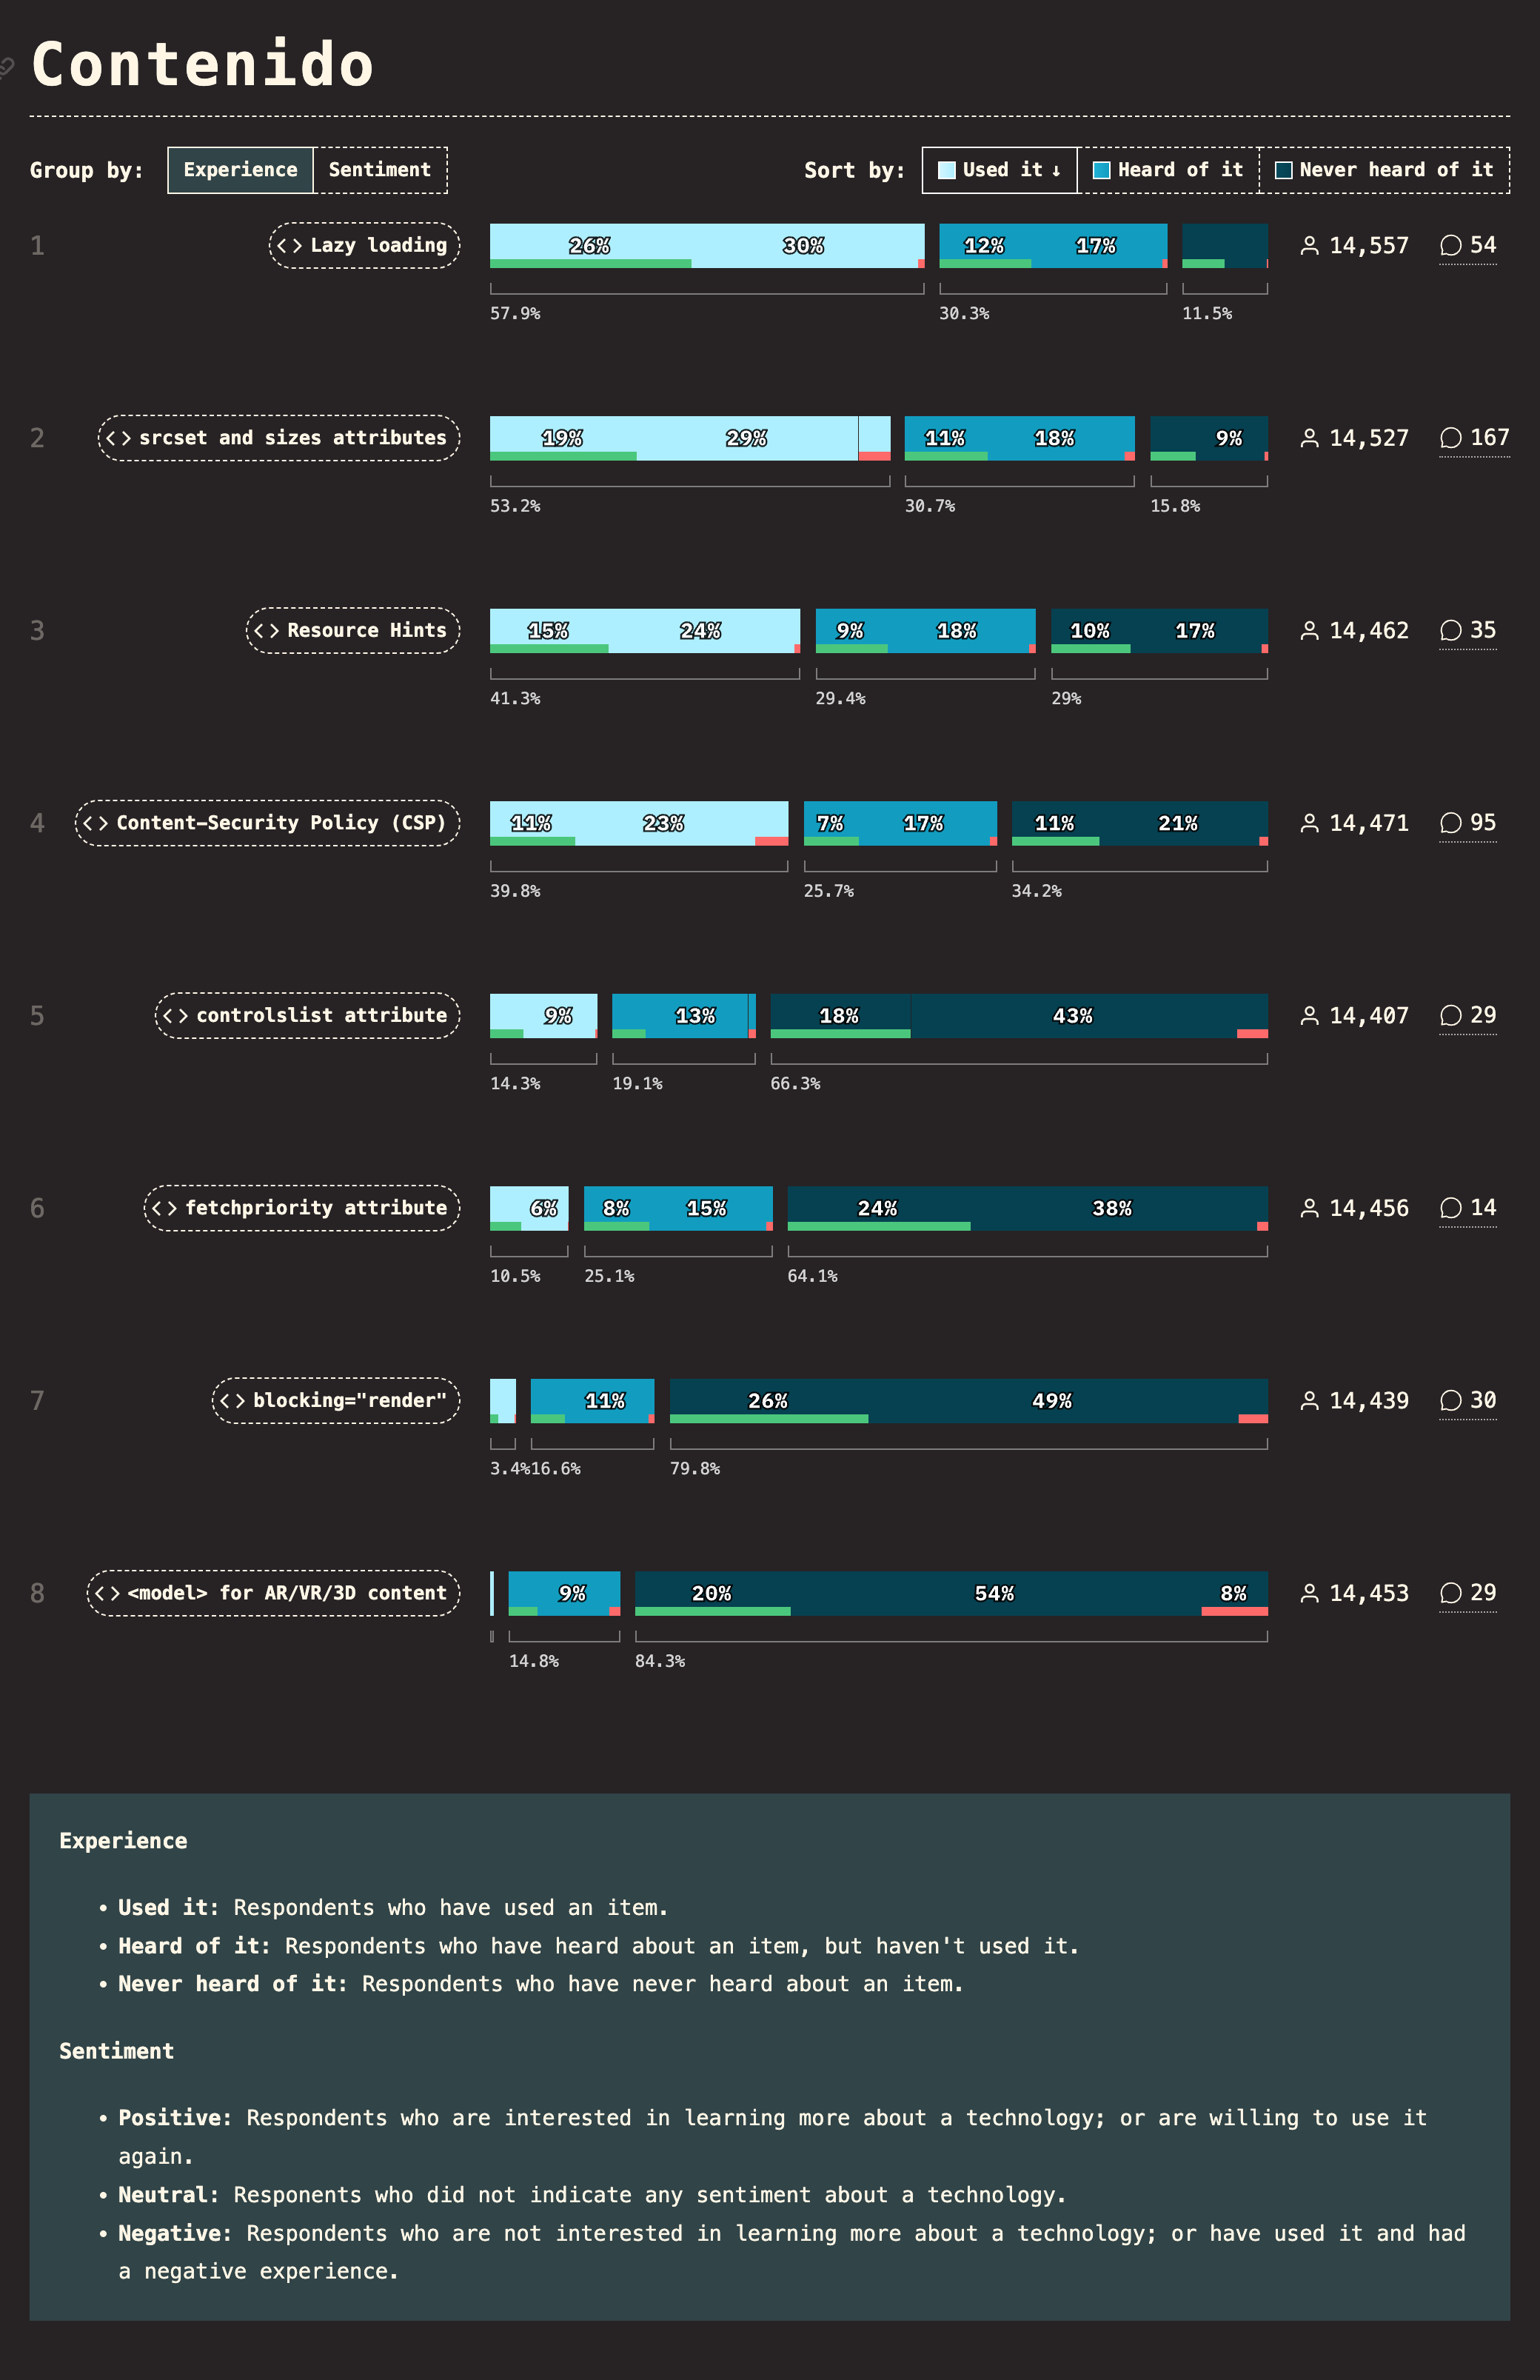 Contenido
Group by: Experience Sentiment Sort by: Used it ↓ Heard of it Never heard of it
1 <> Lazy loading 26% 30% 12% 17% 14,557 54
57.9% 30.3% 11.5%
2 <> srcset and sizes attributes 19% 29% 11% 18% 9% 14,527 167
53.2% 30.7% 15.8%
3 <> Resource Hints 15% 24% 9% 18% 10% 17% 14,462 35
41.3% 29.4% 29%
4 <> Content-Security Policy (CSP) 11% 23% 7% 17% 11% 21% 14,471 95
39.8% 25.7% 34.2%
5 <> controlslist attribute 9% 13% 18% 43% 14,407 29
14.3% 19.1% 66.3%
6 <> fetchpriority attribute 6% 8% 15% 24% 38% 14,456 14
10.5% 25.1% 64.1%
7 <> blocking="render" 11% 26% 49% 14,439 30
3.4% 16.6% 79.8%
8 <> <model> for AR/VR/3D content 9% 20% 54% 8% 14,453 29
14.8% 84.3%
Experience
• Used it: Respondents who have used an item.
• Heard of it: Respondents who have heard about an item, but haven't used it.
• Never heard of it: Respondents who have never heard about an item.
Sentiment
• Positive: Respondents who are interested in learning more about a technology; or are willing to use it
again.
• Neutral: Responents who did not indicate any sentiment about a technology.
• Negative: Respondents who are not interested in learning more about a technology; or have used it and had
a negative experience.